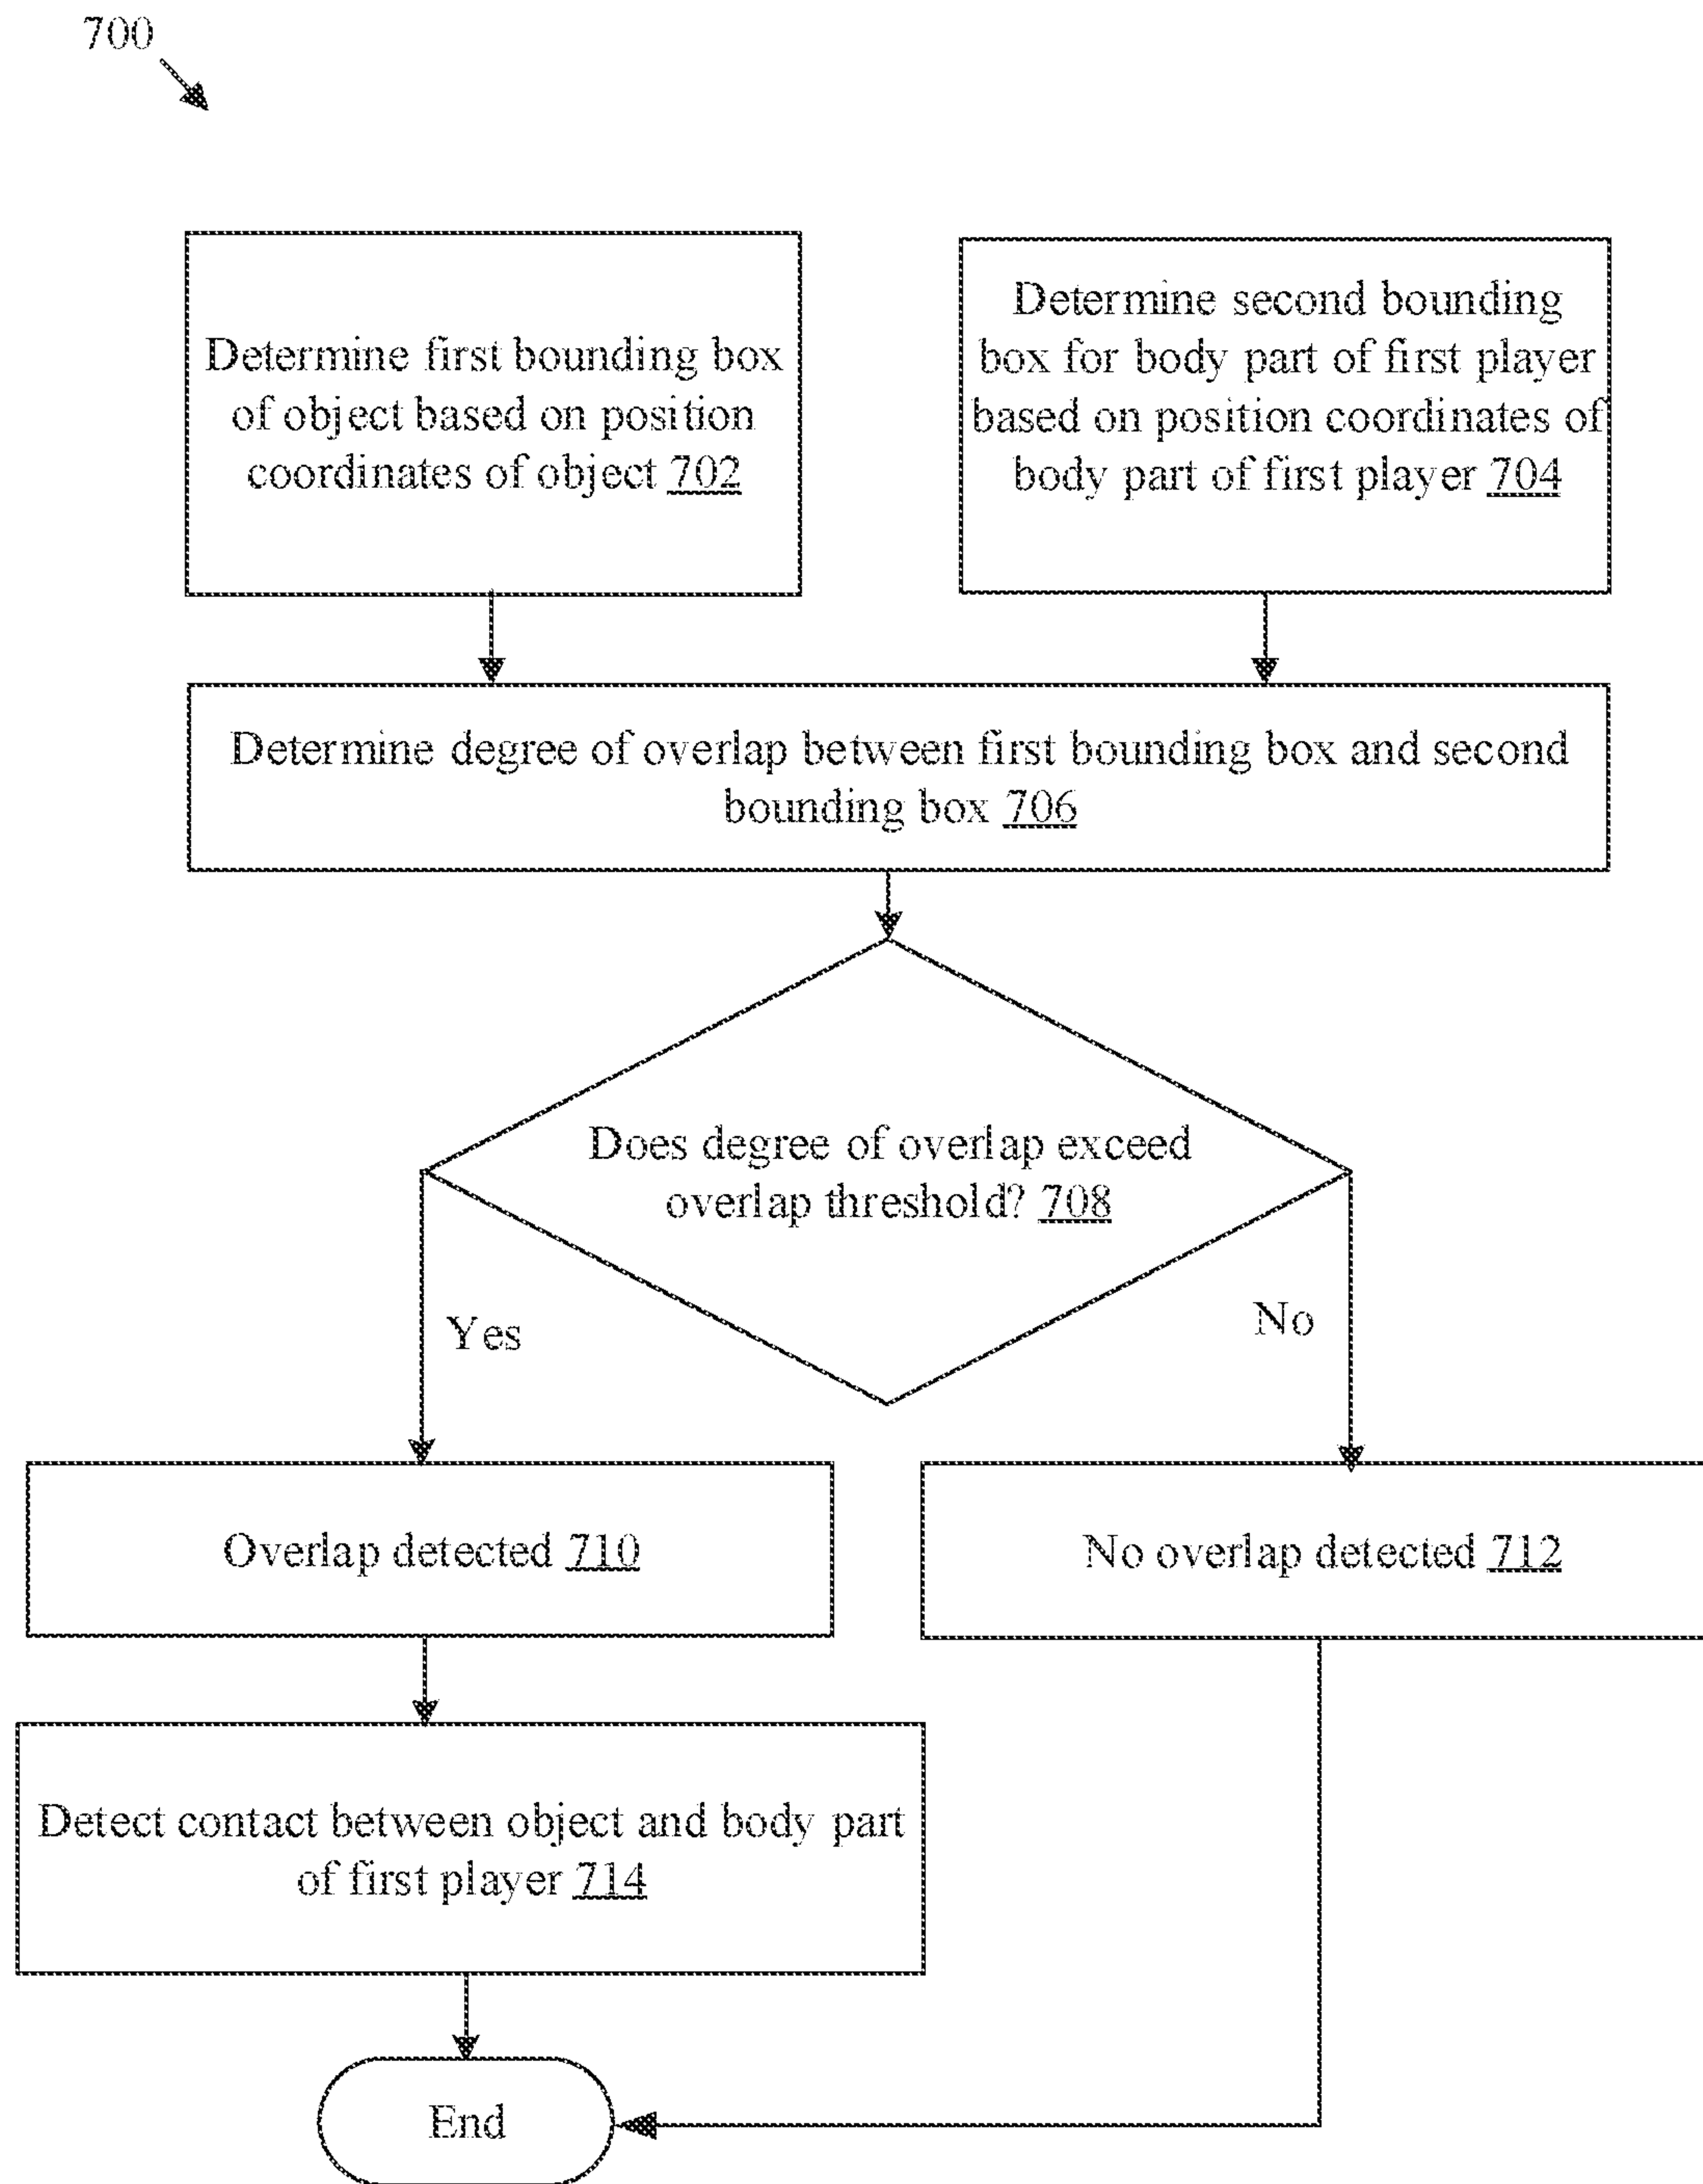 700
Determine first bounding box
of object based on position
coordinates of object 702
Determine second bounding
box for body part of first player
based on position coordinates of
body part of first player 704
Determine degree of overlap between first bounding box and second
bounding box 706
Does degree of overlap exceed
overlap threshold? 708
Yes
No
Overlap detected 710
No overlap detected 712
Detect contact between object and body part
of first player 714
End